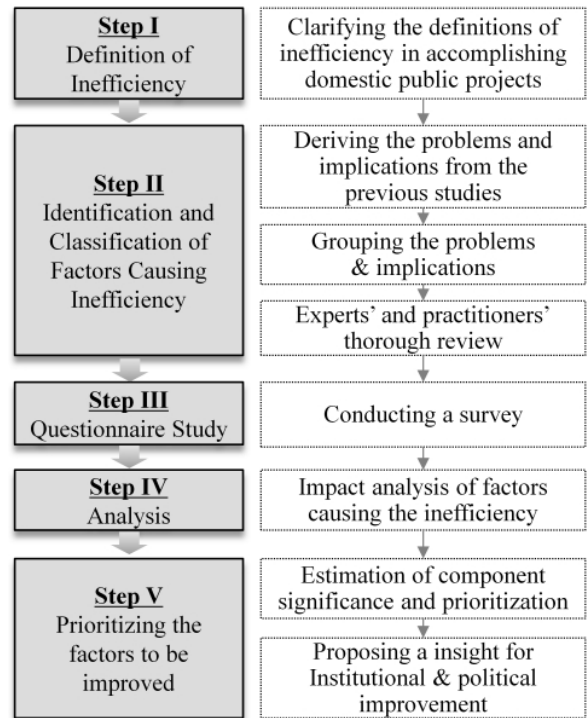 Step I
Definition of
Inefficiency
Clarifying the definitions of
inefficiency in accomplishing
domestic public projects
Step II
Identification and
Classification of
Factors Causing
Inefficiency
Deriving the problems and
implications from the
previous studies
Grouping the problems
& implications
Experts' and practitioners'
thorough review
Step III
Questionnaire Study
Conducting a survey
Step IV
Analysis
Impact analysis of factors
causing the inefficiency
Step V
Prioritizing the
factors to be
improved
Estimation of component
significance and prioritization
Proposing a insight for
Institutional & political
improvement